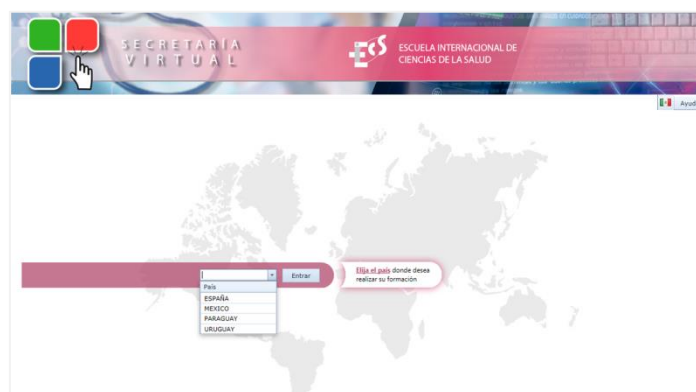 SECRETARÍA
VIRTUAL
EcS
ESCUELA INTERNACIONAL DE
CIENCIAS DE LA SALUD
Ayud
Entrar
Elija el país donde desea
realizar su formación
País
ESPAÑA
MEXICO
PARAGUAY
URUGUAY